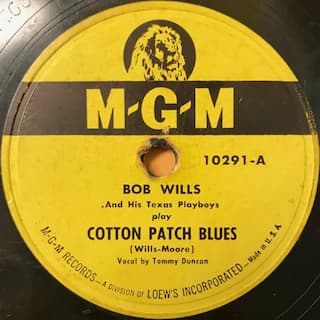 M-G-M
10291-A
BOB WILLS
.And His Texas Playboys
play
COTTON PATCH BLUES
(Wills-Moore)
Vocal by Tommy Duncan
M-G-M RECORDS — A DIVISION OF LOEW'S INCORPORATED — Made in U.S.A.